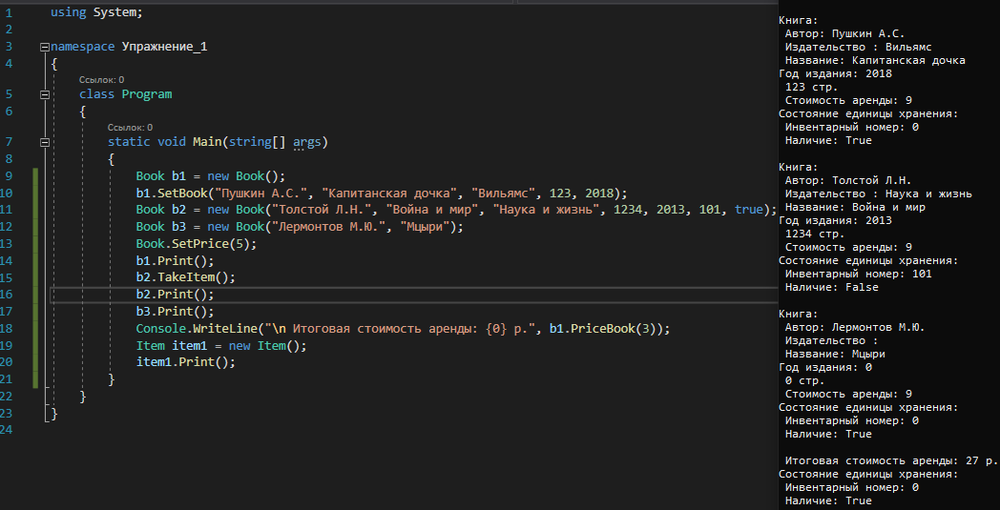 1 using System;
2
3 namespace Упражнение_1
4 {
Ссылок: 0
5 class Program
6 {
Ссылок: 0
7 static void Main(string[] args)
8 {
9 Book b1 = new Book();
10 b1.SetBook("Пушкин А.С.", "Капитанская дочка", "Вильямс", 123, 2018);
11 Book b2 = new Book("Толстой Л.Н.", "Война и мир", "Наука и жизнь", 1234, 2013, 101, true);
12 Book b3 = new Book("Лермонтов М.Ю.", "Мцыри");
13 Book.SetPrice(5);
14 b1.Print();
15 b2.TakeItem();
16 b2.Print();
17 b3.Print();
18 Console.WriteLine("\n Итоговая стоимость аренды: {0} р.", b1.PriceBook(3));
19 Item item1 = new Item();
20 item1.Print();
21 }
22 }
23 }
24
Книга:
Автор: Пушкин А.С.
Издательство : Вильямс
Название: Капитанская дочка
Год издания: 2018
123 стр.
Стоимость аренды: 9
Состояние единицы хранения:
Инвентарный номер: 0
Наличие: True
Книга:
Автор: Толстой Л.Н.
Издательство : Наука и жизнь
Название: Война и мир
Год издания: 2013
1234 стр.
Стоимость аренды: 9
Состояние единицы хранения:
Инвентарный номер: 101
Наличие: False
Книга:
Автор: Лермонтов М.Ю.
Издательство :
Название: Мцыри
Год издания: 0
0 стр.
Стоимость аренды: 9
Состояние единицы хранения:
Инвентарный номер: 0
Наличие: True
Итоговая стоимость аренды: 27 р.
Состояние единицы хранения:
Инвентарный номер: 0
Наличие: True